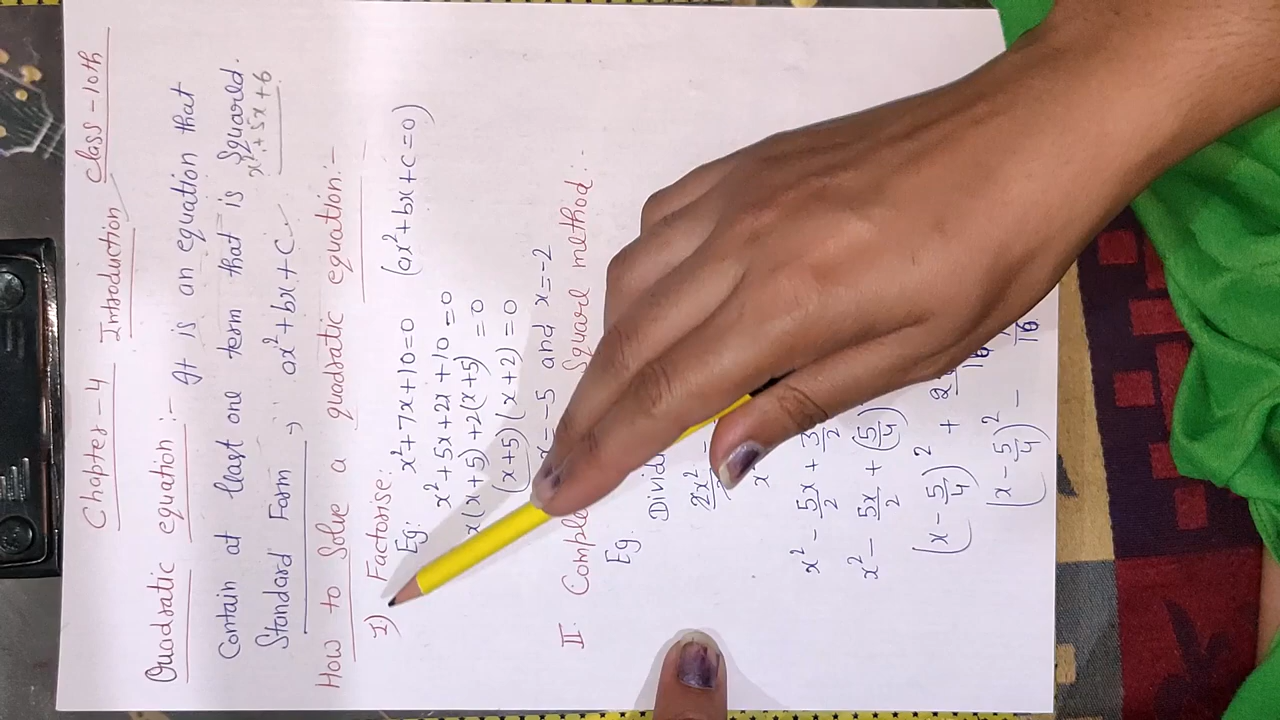 Chapter - 4 Introduction Class - 10th
Quadratic equation :- It is an equation that
Contain at least one term that is Squared.
x² + 5x + 6
Standard Form → ax² + bx + C
How to Solve a quadratic equation:-
I) Factorise:
Eg: x² + 7x + 10 = 0 (ax² + bx + C = 0)
x² + 5x + 2x + 10 = 0
x(x+5) + 2(x+5) = 0
(x+5) (x+2) = 0
= -5 and x = -2
II. Square method:-
Eg.
2x²
x
x² - 5x/2 + 3/2
x² - 5x/2 + (5/4)
(x - 5/4)² +
(x - 5/4)² -